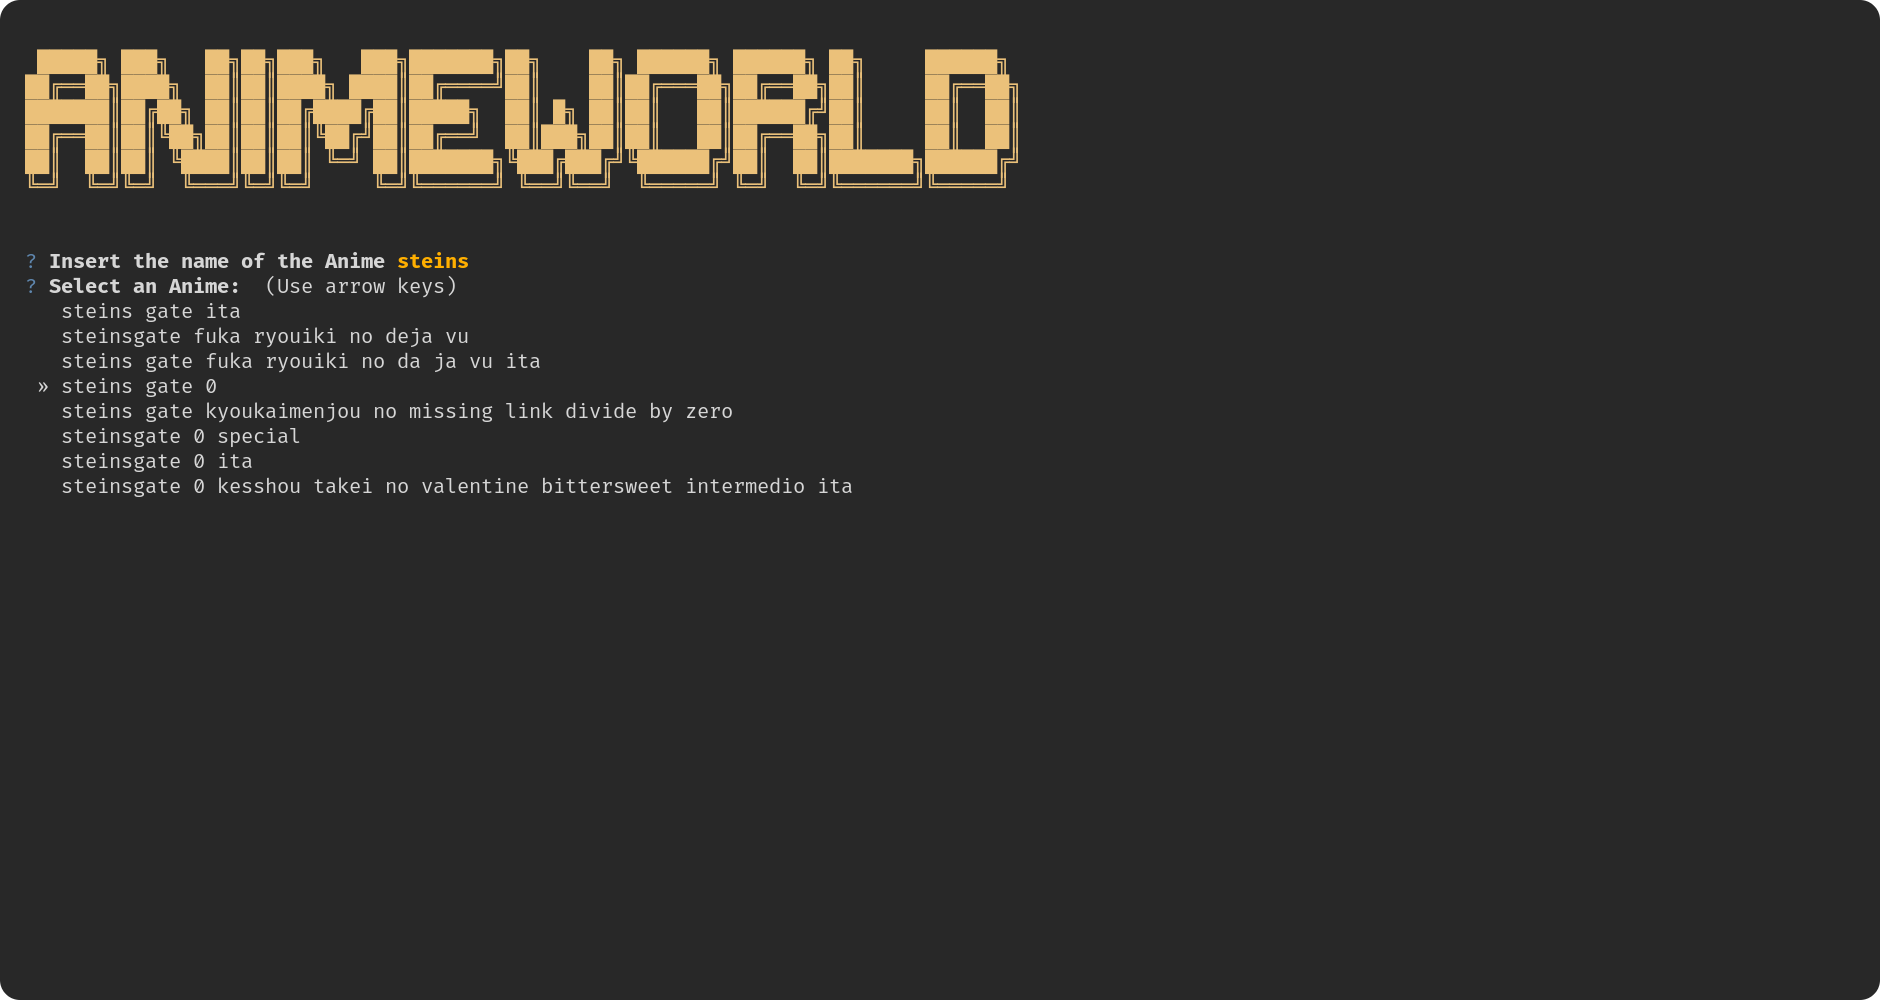 ANIMEWORLD
? Insert the name of the Anime steins
? Select an Anime:  (Use arrow keys)
steins gate ita
steinsgate fuka ryouiki no deja vu
steins gate fuka ryouiki no da ja vu ita
» steins gate 0
steins gate kyoukaimenjou no missing link divide by zero
steinsgate 0 special
steinsgate 0 ita
steinsgate 0 kesshou takei no valentine bittersweet intermedio ita